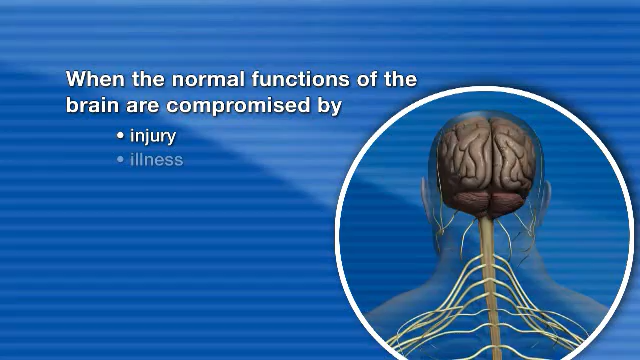 When the normal functions of the
brain are compromised by
• injury
• illness